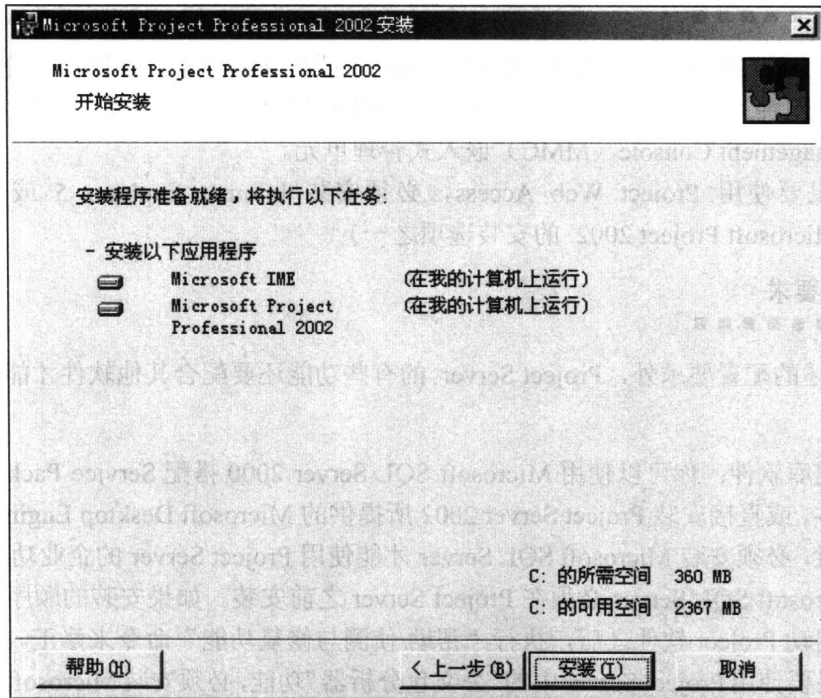 Microsoft Project Professional 2002 安装
Microsoft Project Professional 2002
开始安装
安装程序准备就绪，将执行以下任务:
- 安装以下应用程序
Microsoft IME (在我的计算机上运行)
Microsoft Project (在我的计算机上运行)
Professional 2002
C: 的所需空间 360 MB
C: 的可用空间 2367 MB
帮助(H) < 上一步(B) 安装(I) 取消